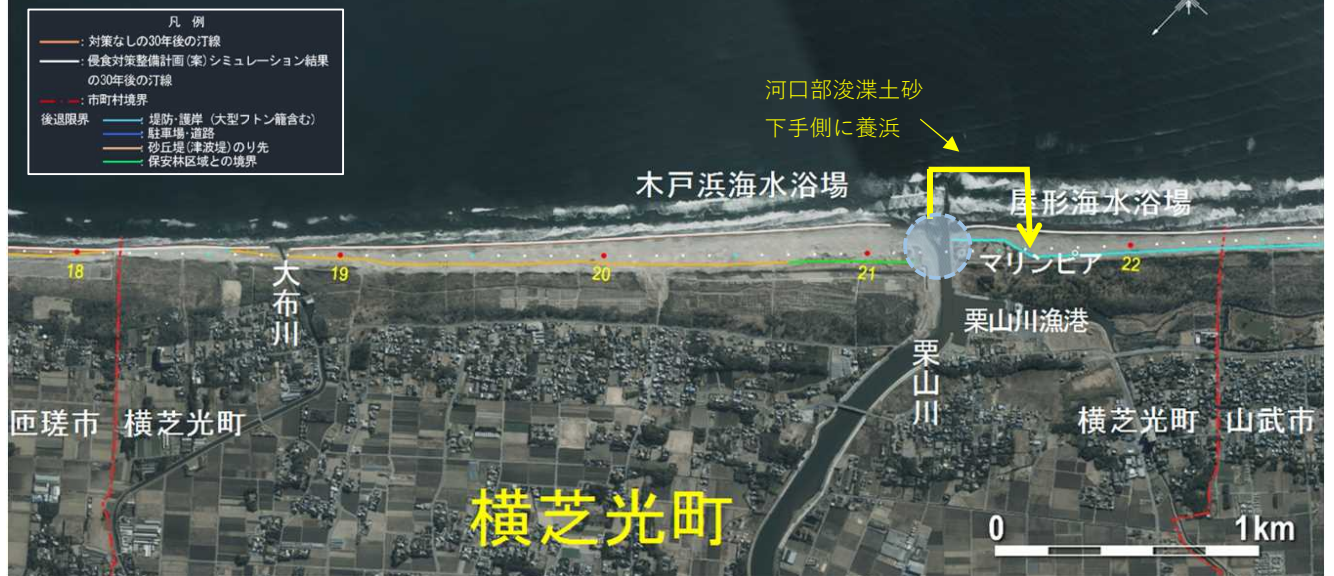 凡 例
: 対策なしの30年後の汀線
: 侵食対策整備計画(案)シミュレーション結果
の30年後の汀線
: 市町村境界
後退限界
: 堤防・護岸 (大型フトン籠含む)
: 駐車場・道路
: 砂丘堤(津波堤)のり先
: 保安林区域との境界
河口部浚渫土砂
下手側に養浜
木戸浜海水浴場
屋形海水浴場
18
19
20
21
22
マリンピア
大布川
栗山川漁港
栗山川
匝瑳市
横芝光町
横芝光町
山武市
横芝光町
0
1km